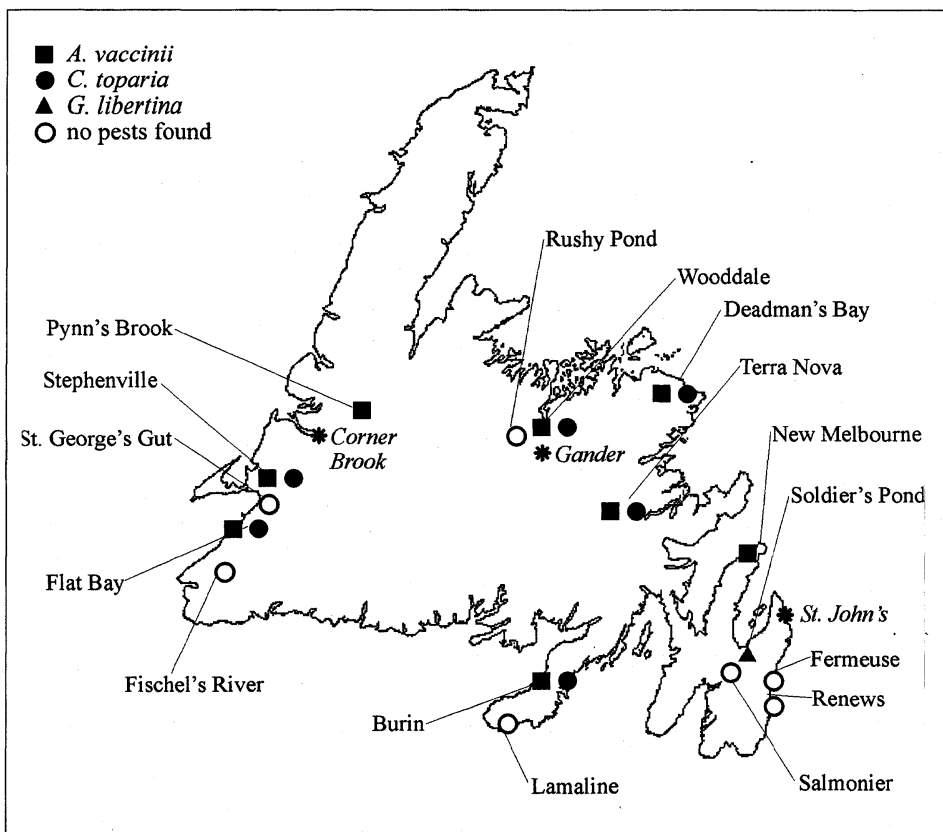 A. vaccinii
C. toparia
G. libertina
no pests found
Rushy Pond
Wooddale
Deadman's Bay
Pynn's Brook
Terra Nova
Stephenville
St. George's Gut
Corner
Brook
Gander
New Melbourne
Soldier's Pond
Flat Bay
St. John's
Fermeuse
Fischel's River
Renews
Burin
Lamaline
Salmonier